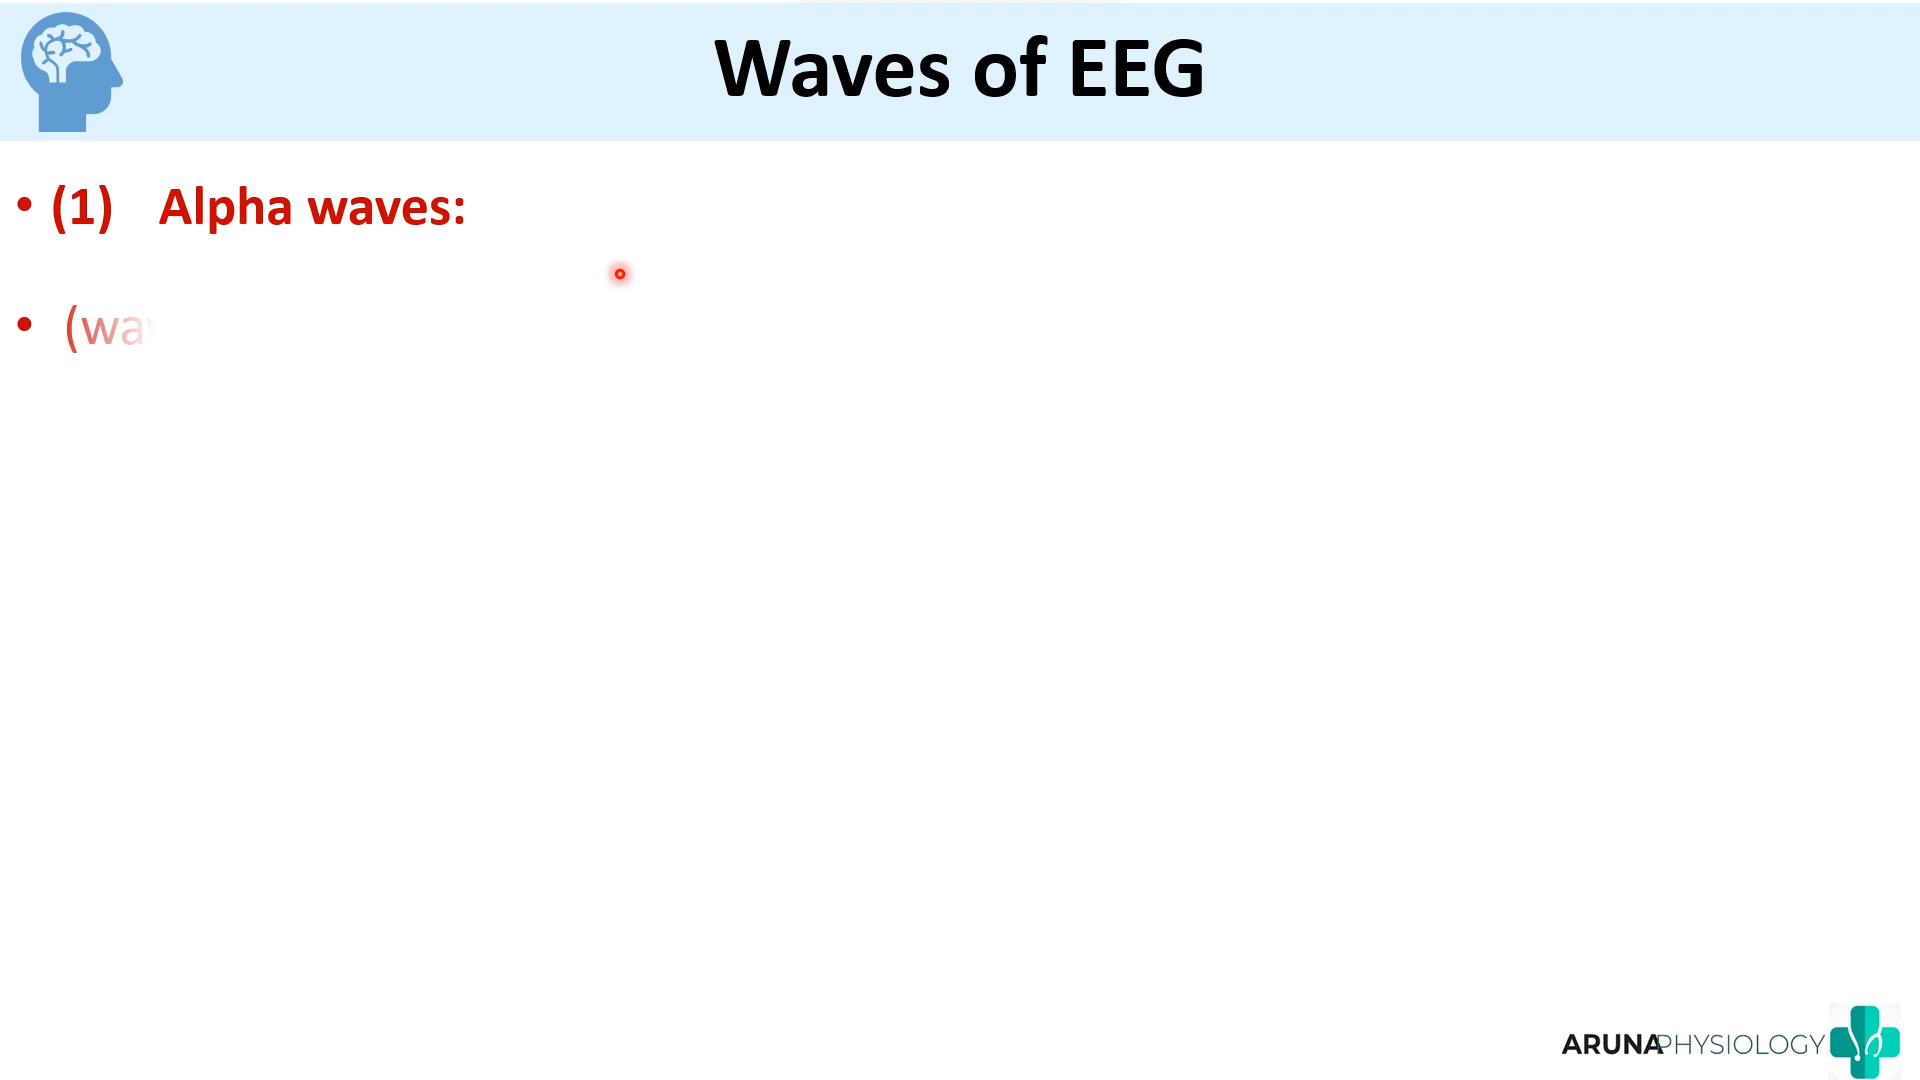 Waves of EEG
• (1) Alpha waves:
• (wa
ARUNAPHYSIOLOGY